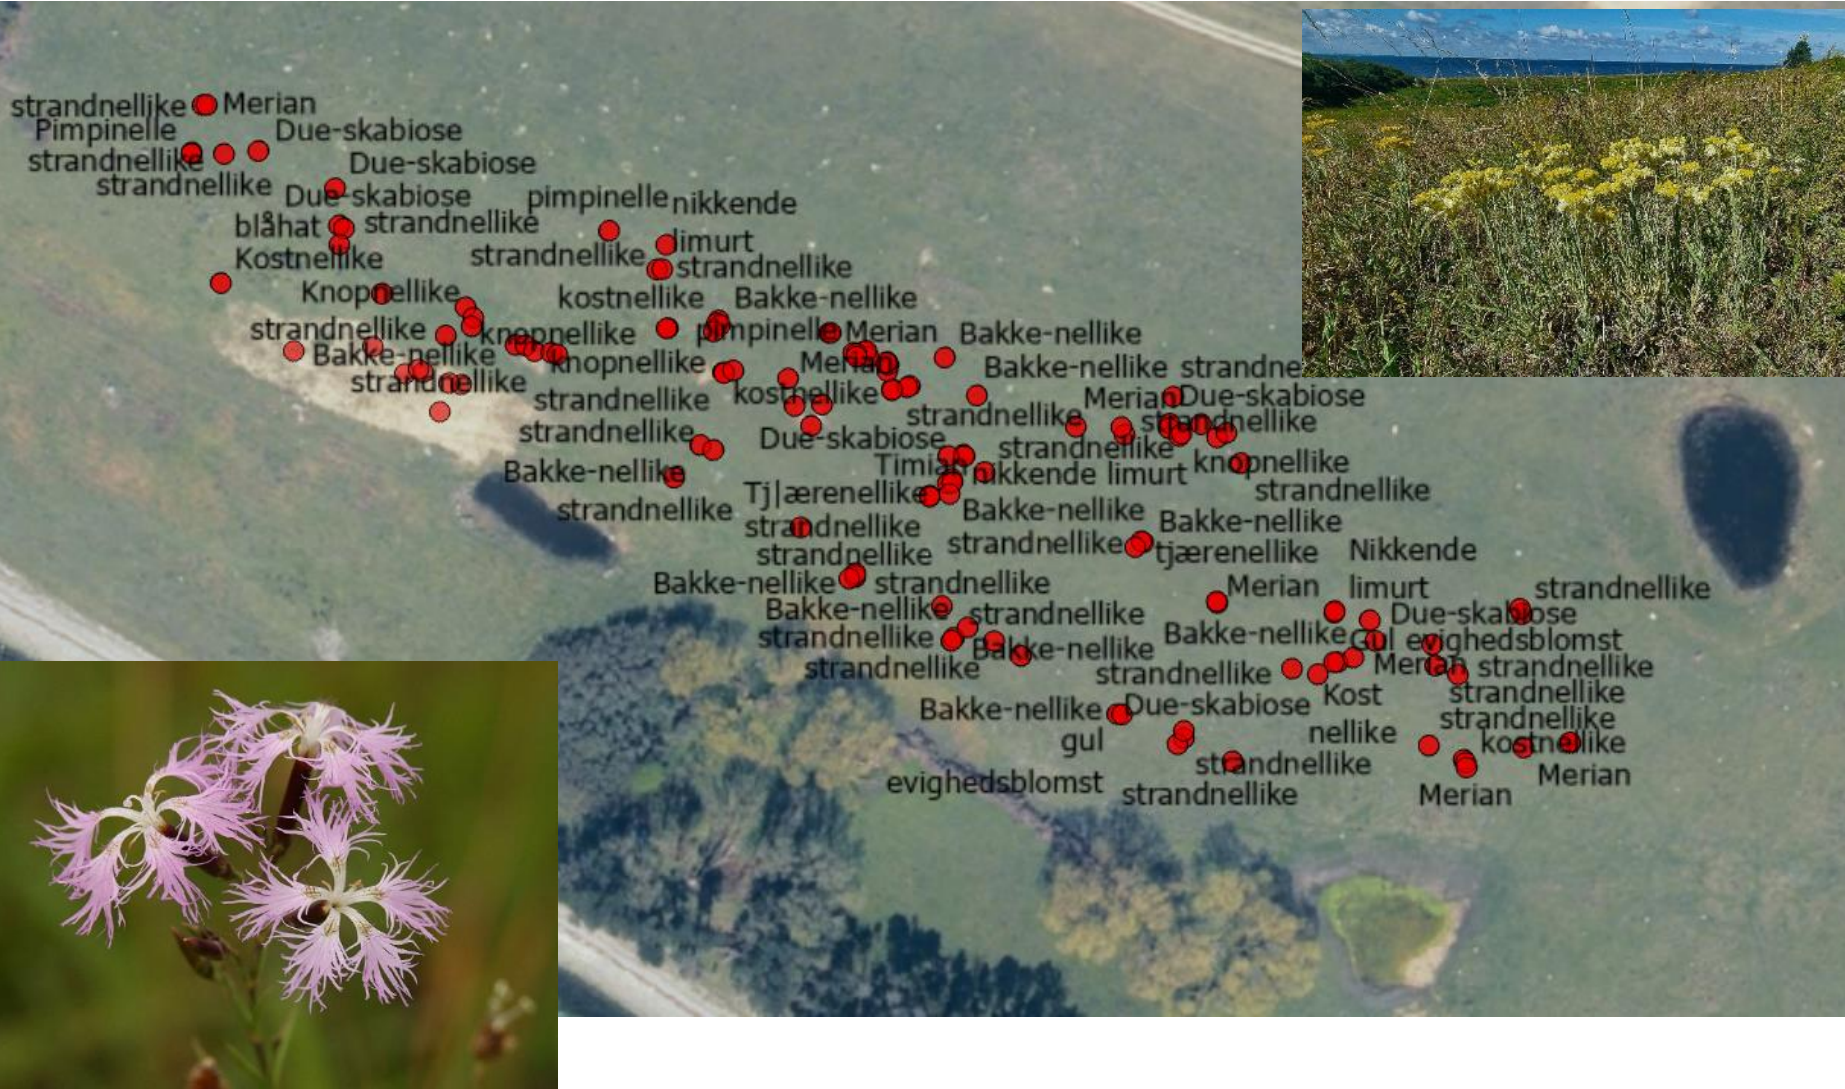 strandnellike Merian
Pimpinelle Due-skabiose
strandnellike Due-skabiose
strandnellike Due-skabiose pimpinelle nikkende
blåhat strandnellike limurt
Kostnellike strandnellike strandnellike
Knopnellike kostnellike Bakke-nellike
strandnellike knopnellike pimpinelle Merian Bakke-nellike
Bakke-nellike knopnellike Merian Bakke-nellike strandne
strandnellike strandnellike kostnellike Merian Due-skabiose
strandnellike strandnellike
strandnellike Due-skabiose strandnellike
Bakke-nellike Timian nikkende limurt knopnellike
Tj|ærenellike strandnellike
strandnellike Bakke-nellike
strandnellike Bakke-nellike
strandnellike strandnellike tjærenellike Nikkende
Bakke-nellike strandnellike Merian limurt strandnellike
Bakke-nellike strandnellike Due-skabiose
strandnellike Bakke-nellike Bakke-nellike Gul evighedsblomst
strandnellike strandnellike Merian strandnellike
Kost strandnellike
Bakke-nellike Due-skabiose strandnellike
gul nellike kostnellike
strandnellike
evighedsblomst Merian
strandnellike Merian